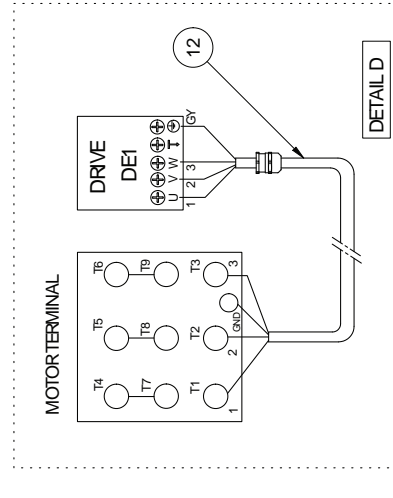 MOTOR TERMINAL
T4 T5 T6
T7 T8 T9
T1 T2 T3
GND
1 2 3
DRIVE
DE1
U V W
1 2 3 GY
12
DETAIL D